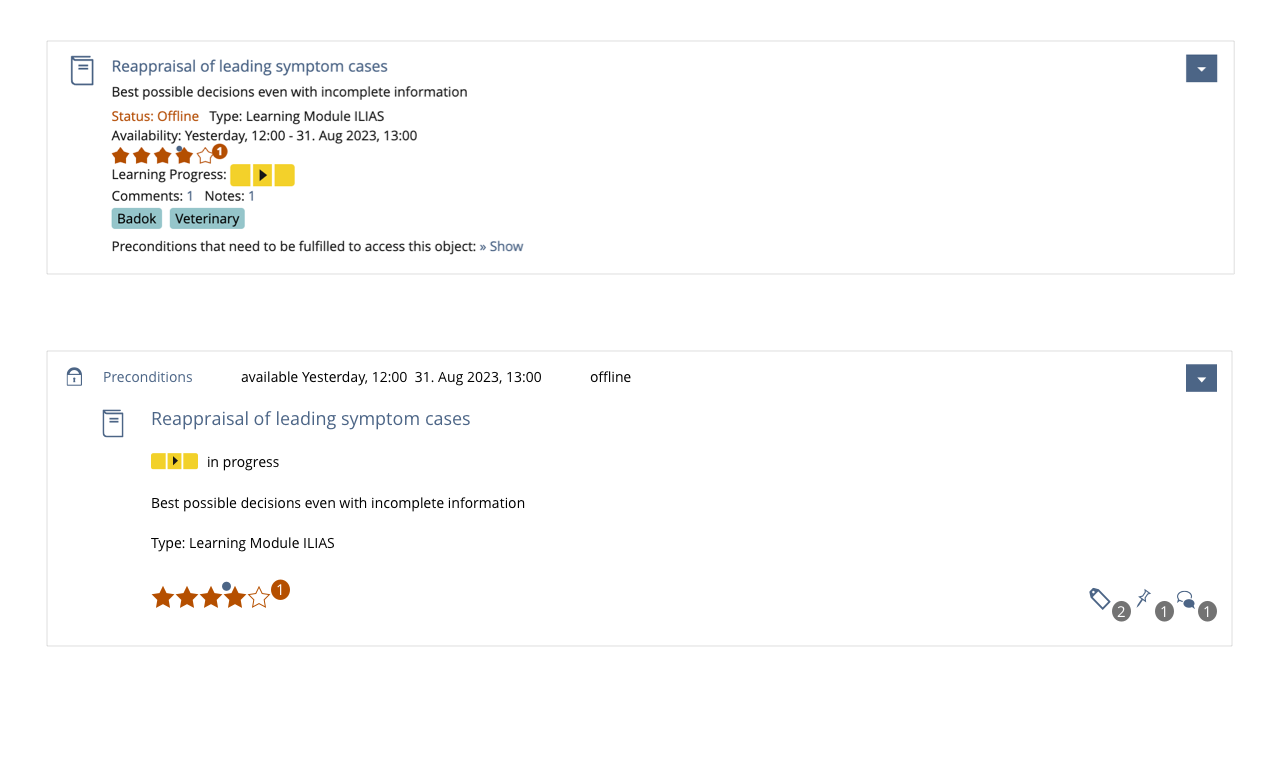 Reappraisal of leading symptom cases
Best possible decisions even with incomplete information
Status: Offline Type: Learning Module ILIAS
Availability: Yesterday, 12:00 - 31. Aug 2023, 13:00
1
Learning Progress:
Comments: 1 Notes: 1
Badok Veterinary
Preconditions that need to be fulfilled to access this object: » Show
Preconditions available Yesterday, 12:00 31. Aug 2023, 13:00 offline
Reappraisal of leading symptom cases
in progress
Best possible decisions even with incomplete information
Type: Learning Module ILIAS
1 2 1 1